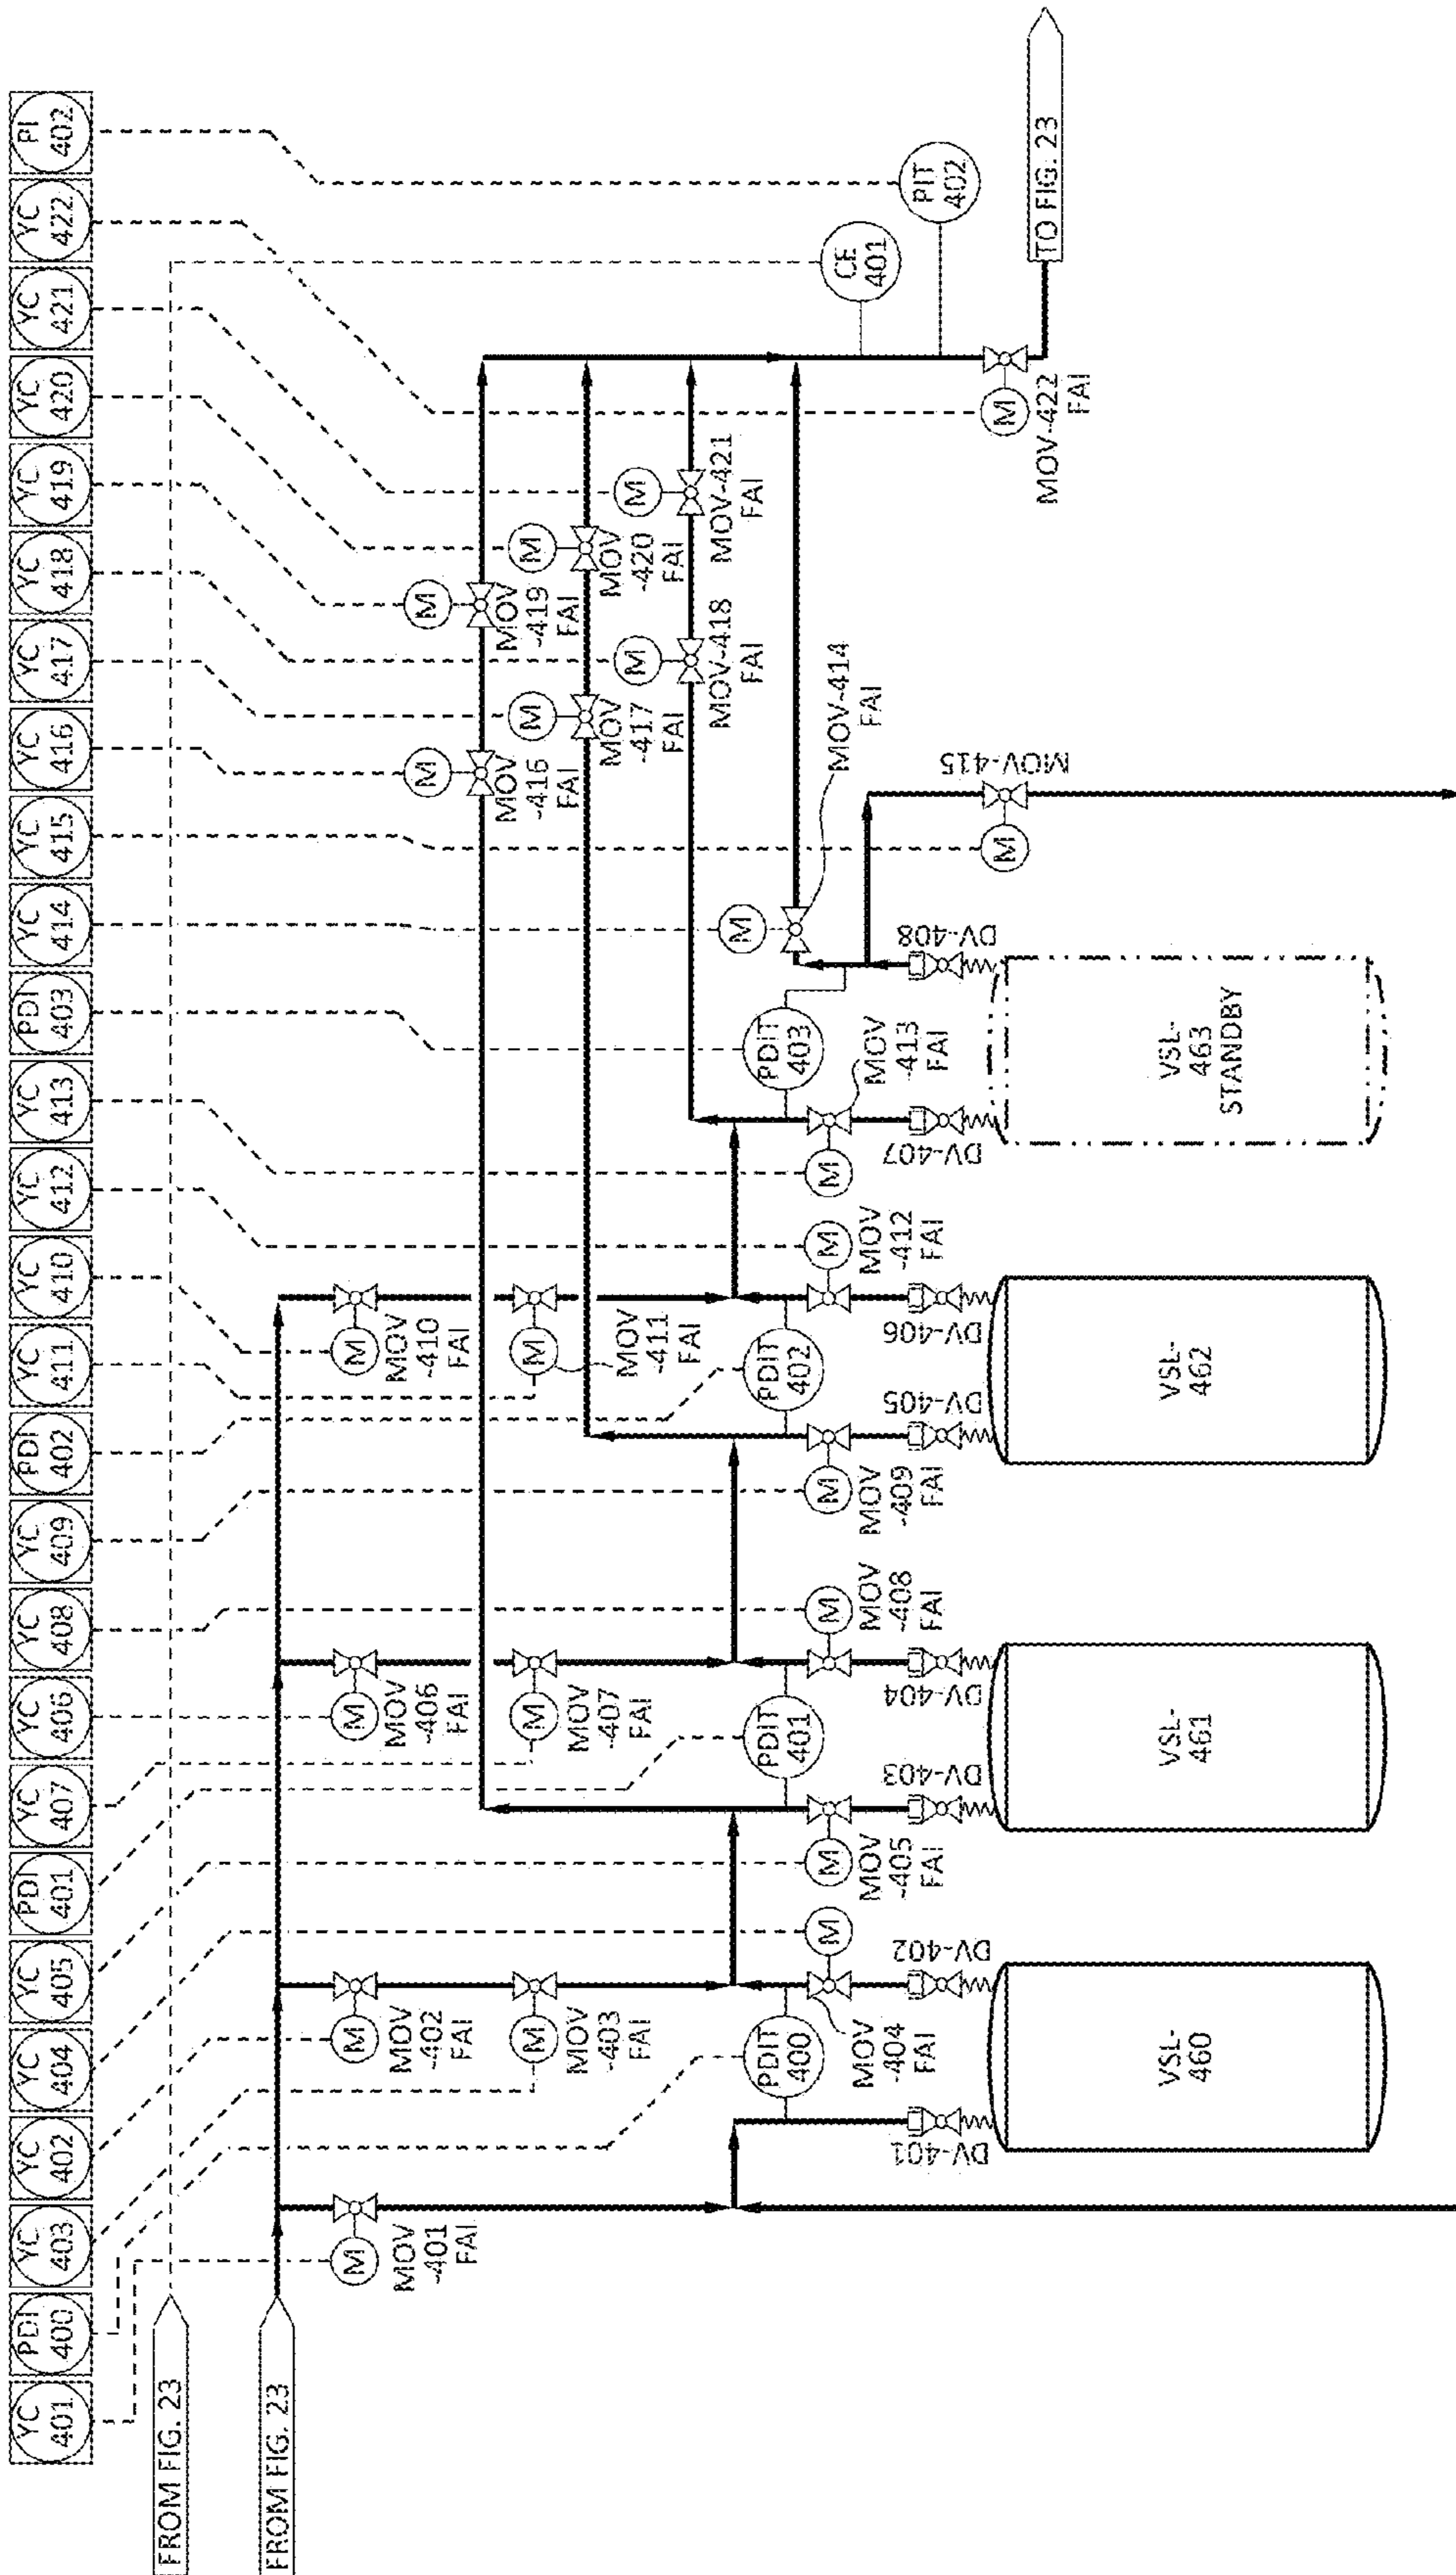 YC
401
PDI
400
YC
403
YC
402
YC
404
YC
405
PDI
401
YC
407
YC
406
YC
408
YC
409
PDI
402
YC
411
YC
410
YC
412
YC
413
PDI
403
YC
414
YC
415
YC
416
YC
417
YC
418
YC
419
YC
420
YC
421
YC
422
PI
402
FROM FIG. 23
FROM FIG. 23
M
MOV
-401
FAI
M
MOV
-402
FAI
M
MOV
-406
FAI
M
MOV
-410
FAI
M
MOV
-416
FAI
M
MOV
-419
FAI
M
MOV
-403
FAI
M
MOV
-407
FAI
M
MOV
-411
FAI
M
MOV
-417
FAI
M
MOV
-420
FAI
M
MOV-418
FAI
M
MOV-421
FAI
PDIT
400
PDIT
401
PDIT
402
PDIT
403
M
MOV-414
FAI
M
MOV
-404
FAI
M
MOV
-405
FAI
M
MOV
-408
FAI
M
MOV
-409
FAI
M
MOV
-412
FAI
M
MOV
-413
FAI
CE
401
PIT
402
M
MOV-415
M
MOV-422
FAI
TO FIG. 23
DV-401
DV-402
DV-403
DV-404
DV-405
DV-406
DV-407
DV-408
VSL-
460
VSL-
461
VSL-
462
VSL-
463
STANDBY